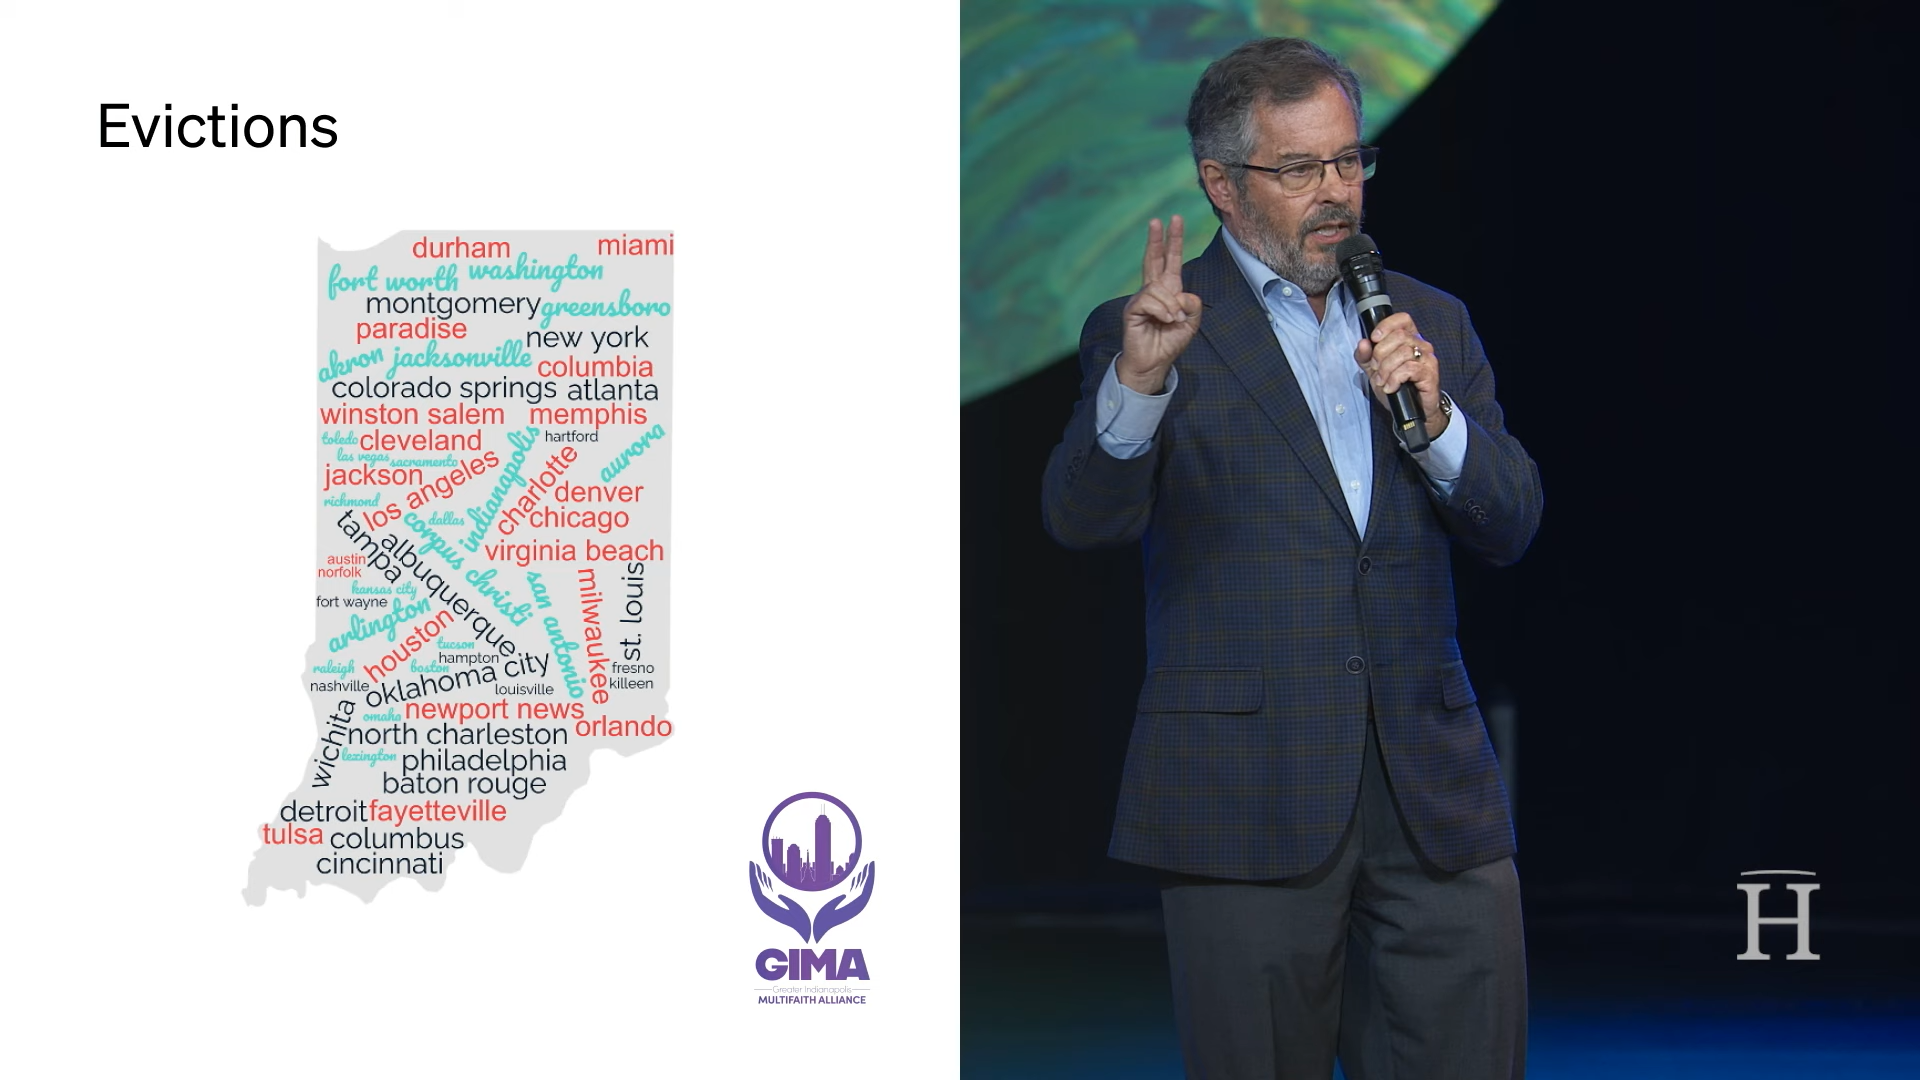 Evictions
durham miami
fort worth washington
montgomery greensboro
paradise new york
akron jacksonville columbia
colorado springs atlanta
winston salem memphis
toledo cleveland hartford aurora
las vegas sacramento
jackson los angeles indianapolis charlotte denver
richmond dallas chicago
tampa albuquerque corpus christi virginia beach
austin
norfolk
kansas city san antonio milwaukee st. louis
fort wayne
arlington houston tucson
raleigh boston hampton fresno
nashville oklahoma city louisville killeen
wichita omaha newport news orlando
north charleston
lexington philadelphia
baton rouge
detroit fayetteville
tulsa columbus
cincinnati
GIMA
Greater Indianapolis
MULTIFAITH ALLIANCE
H